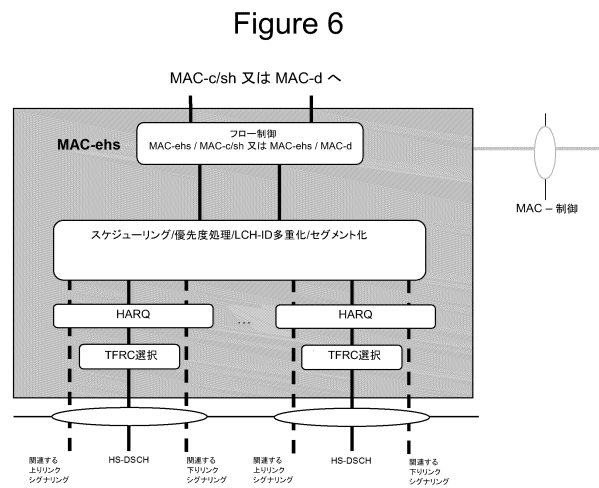 Figure 6
MAC-c/sh 又は MAC-d へ
MAC-ehs
フロー制御
MAC-ehs / MAC-c/sh 又は MAC-ehs / MAC-d
MAC – 制御
スケジューリング/優先度処理/LCH-ID多重化/セグメント化
HARQ
...
HARQ
TFRC選択
TFRC選択
関連する
上りリンク
シグナリング
HS-DSCH
関連する
下りリンク
シグナリング
関連する
上りリンク
シグナリング
HS-DSCH
関連する
下りリンク
シグナリング